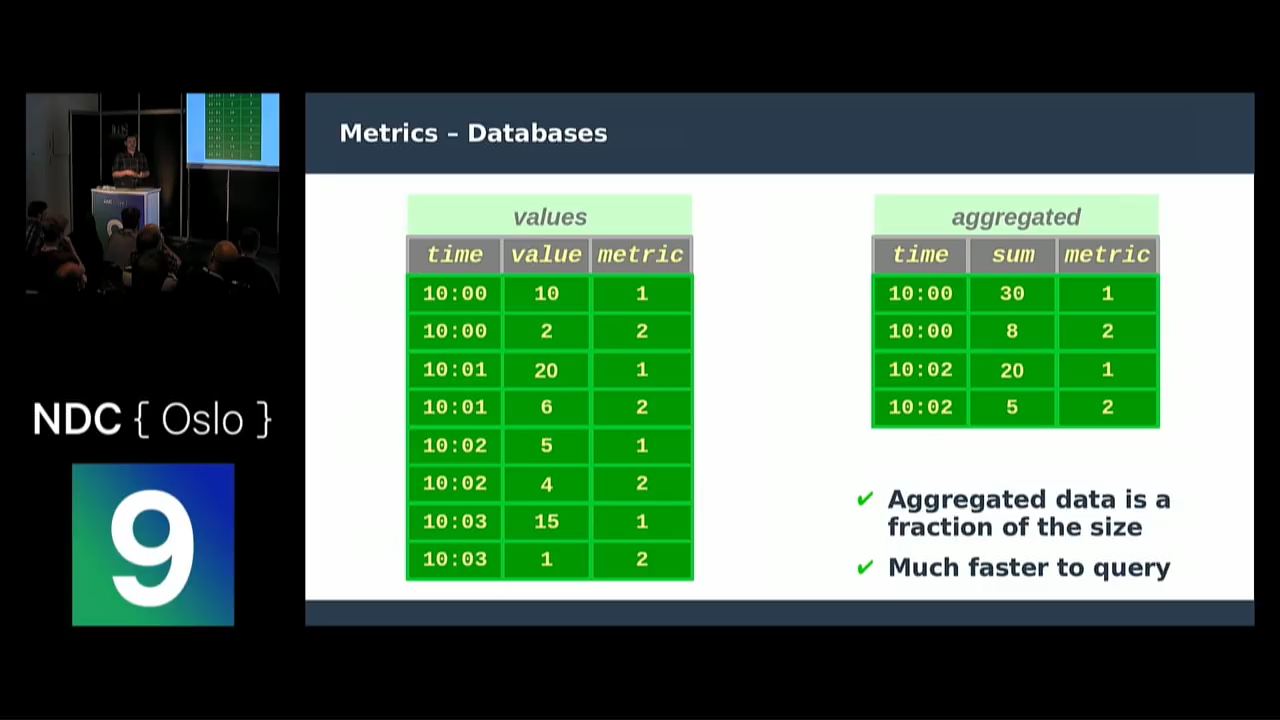 Metrics – Databases
values
time value metric
10:00 10 1
10:00 2 2
10:01 20 1
10:01 6 2
10:02 5 1
10:02 4 2
10:03 15 1
10:03 1 2
aggregated
time sum metric
10:00 30 1
10:00 8 2
10:02 20 1
10:02 5 2
✔ Aggregated data is a
fraction of the size
✔ Much faster to query
NDC { Oslo }
9